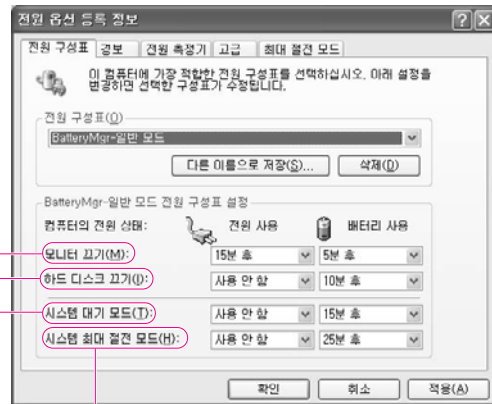 전원 옵션 등록 정보
전원 구성표 경보 전원 측정기 고급 최대 절전 모드
이 컴퓨터에 가장 적합한 전원 구성표를 선택하십시오. 아래 설정을
변경하면 선택한 구성표가 수정됩니다.
전원 구성표(O)
BatteryMgr-일반 모드
다른 이름으로 저장(S)... 삭제(D)
BatteryMgr-일반 모드 전원 구성표 설정
컴퓨터의 전원 상태: 전원 사용 배터리 사용
모니터 끄기(M): 15분 후 5분 후
하드 디스크 끄기(I): 사용 안 함 10분 후
시스템 대기 모드(T): 사용 안 함 15분 후
시스템 최대 절전 모드(H): 사용 안 함 25분 후
확인 취소 적용(A)